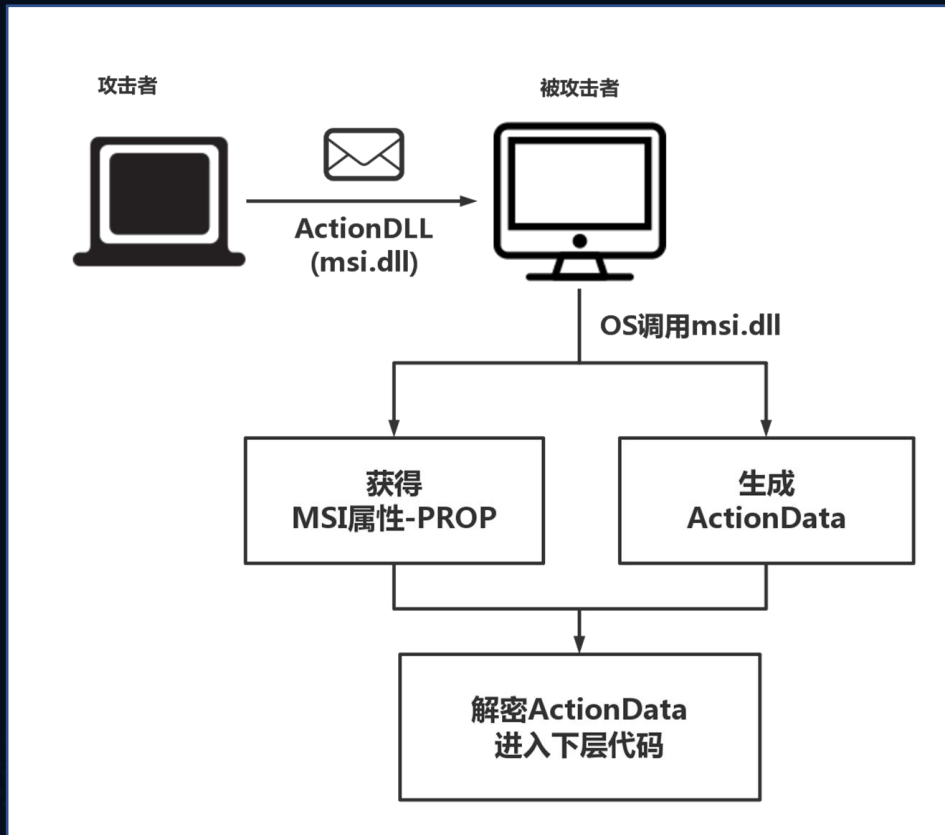 攻击者
被攻击者
ActionDLL
(msi.dll)
OS调用msi.dll
获得
MSI属性-PROP
生成
ActionData
解密ActionData
进入下层代码